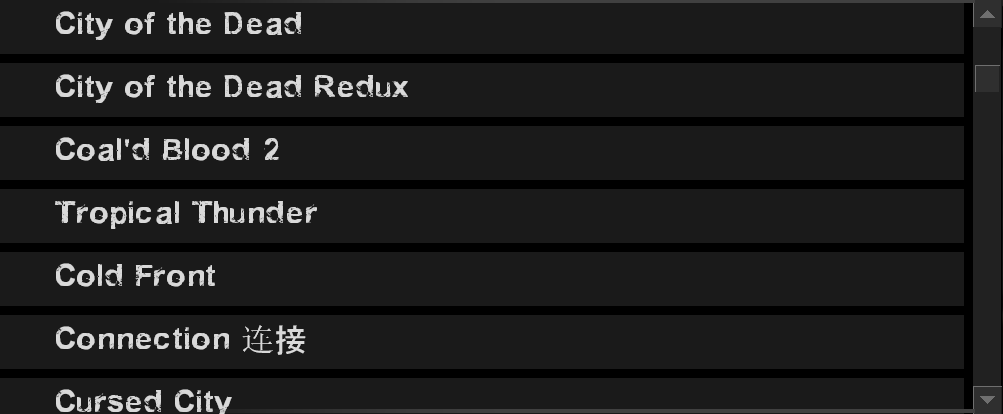 City of the Dead
City of the Dead Redux
Coal'd Blood 2
Tropical Thunder
Cold Front
Connection 连接
Cursed City